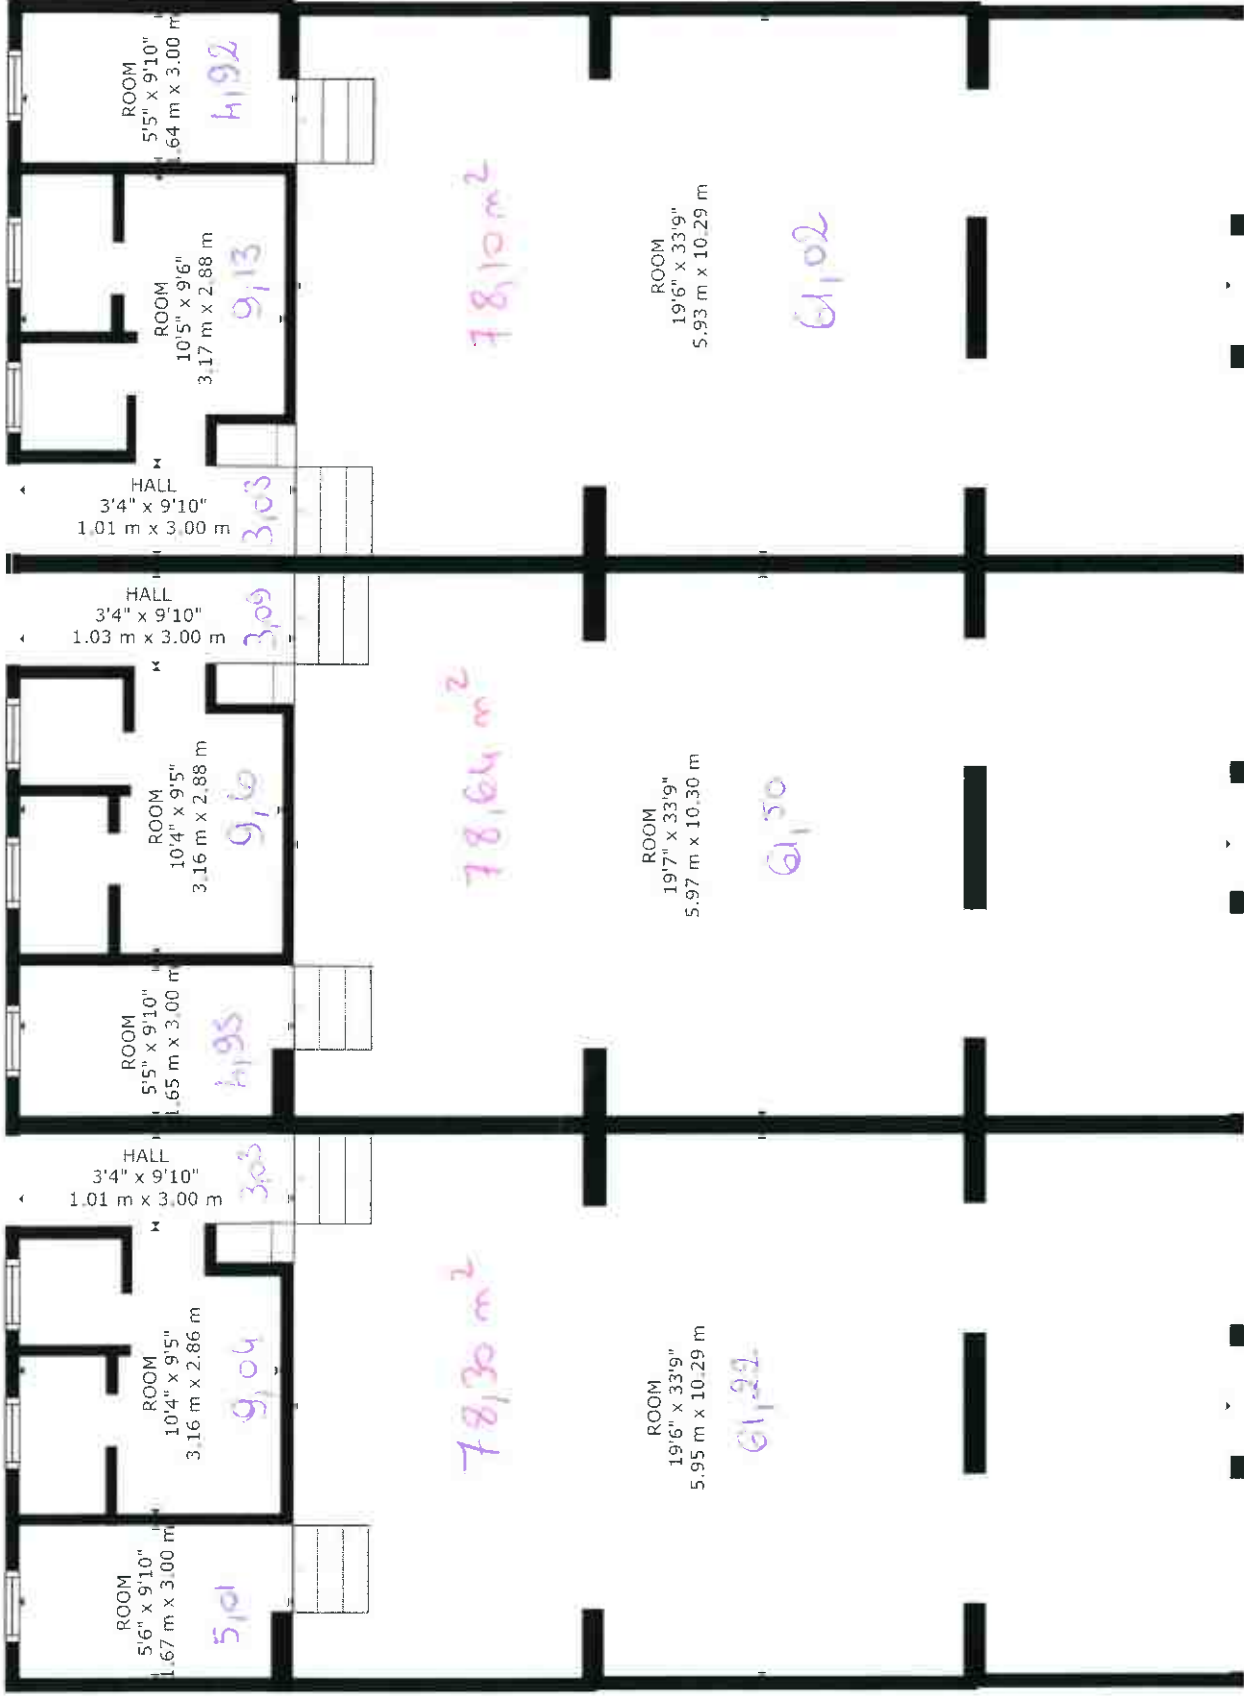 ROOM
5'5" x 9'10"
1.64 m x 3.00 m
4,92
ROOM
10'5" x 9'6"
3.17 m x 2.88 m
9,13
HALL
3'4" x 9'10"
1.01 m x 3.00 m
3,03
78,10 m²
ROOM
19'6" x 33'9"
5.93 m x 10.29 m
61,02
HALL
3'4" x 9'10"
1.03 m x 3.00 m
3,09
ROOM
10'4" x 9'5"
3.16 m x 2.88 m
9,10
ROOM
5'5" x 9'10"
1.65 m x 3.00 m
4,95
78,64 m²
ROOM
19'7" x 33'9"
5.97 m x 10.30 m
61,50
HALL
3'4" x 9'10"
1.01 m x 3.00 m
3,03
ROOM
10'4" x 9'5"
3.16 m x 2.86 m
9,04
ROOM
5'6" x 9'10"
1.67 m x 3.00 m
5,01
78,30 m²
ROOM
19'6" x 33'9"
5.95 m x 10.29 m
61,22